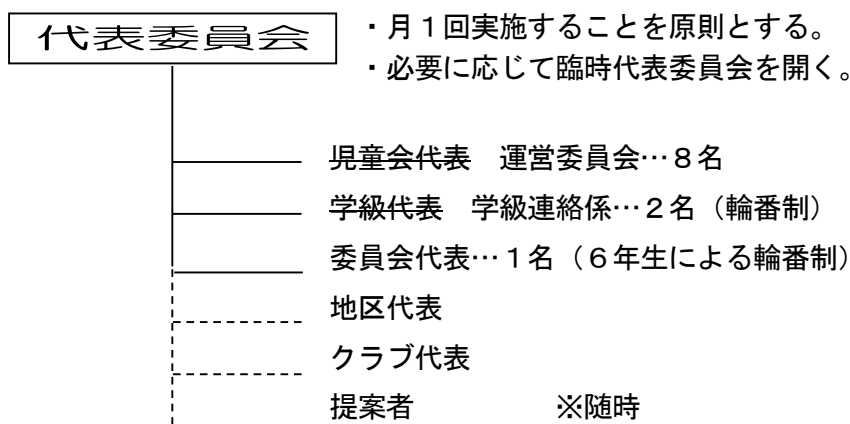 代表委員会
・月１回実施することを原則とする。
・必要に応じて臨時代表委員会を開く。
児童会代表　運営委員会…８名
学級代表　学級連絡係…２名（輪番制）
委員会代表…１名（６年生による輪番制）
地区代表
クラブ代表
提案者　　　　　※随時